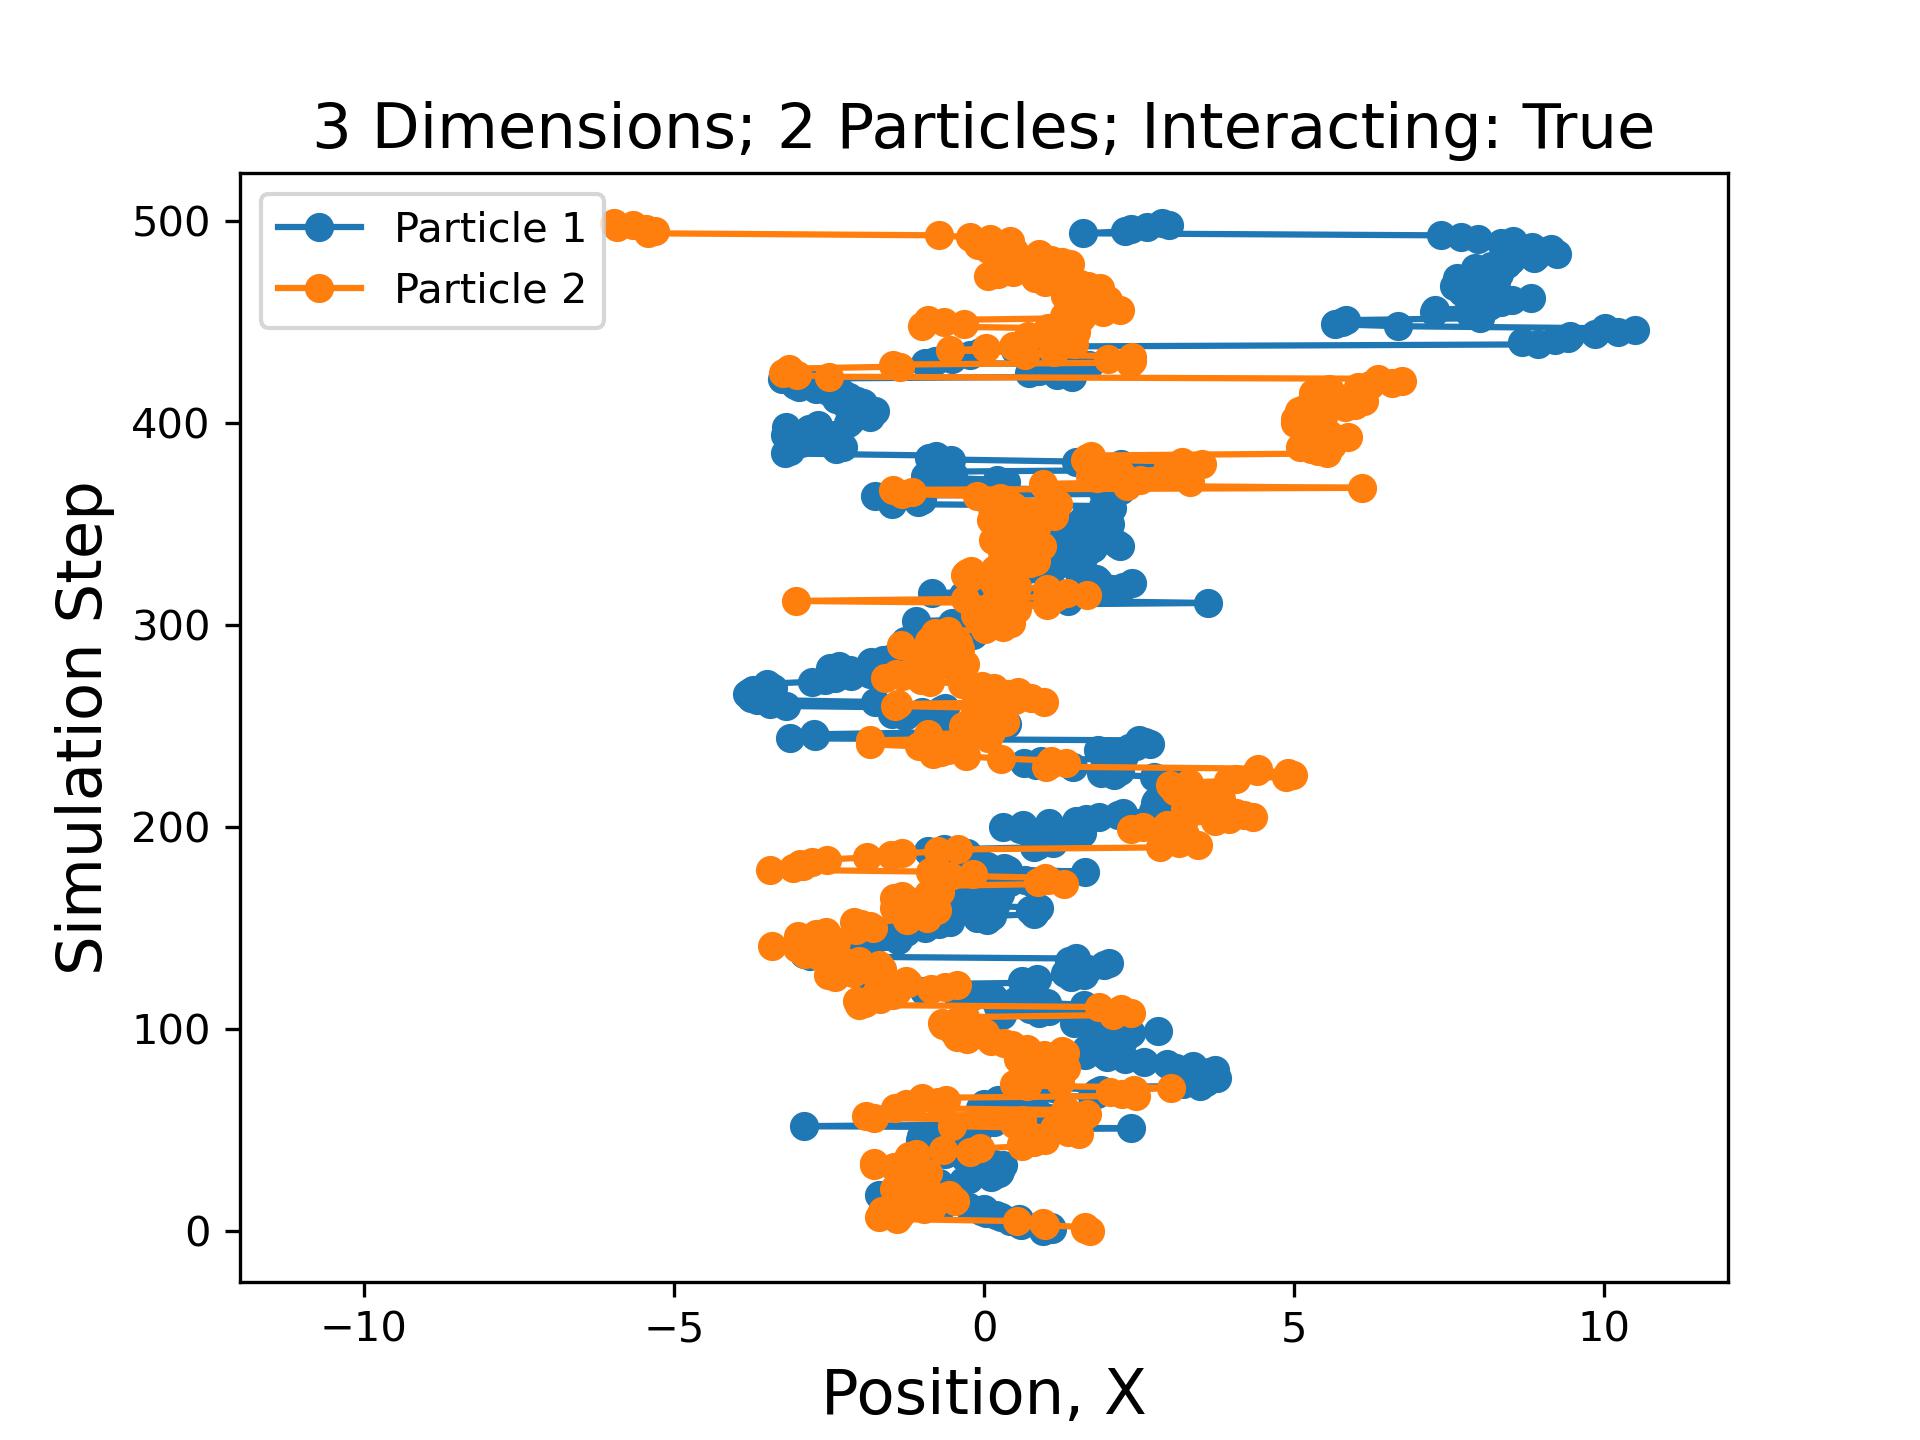 3 Dimensions; 2 Particles; Interacting: True
Particle 1
Particle 2
Simulation Step
500
400
300
200
100
0
−10
−5
0
5
10
Position, X